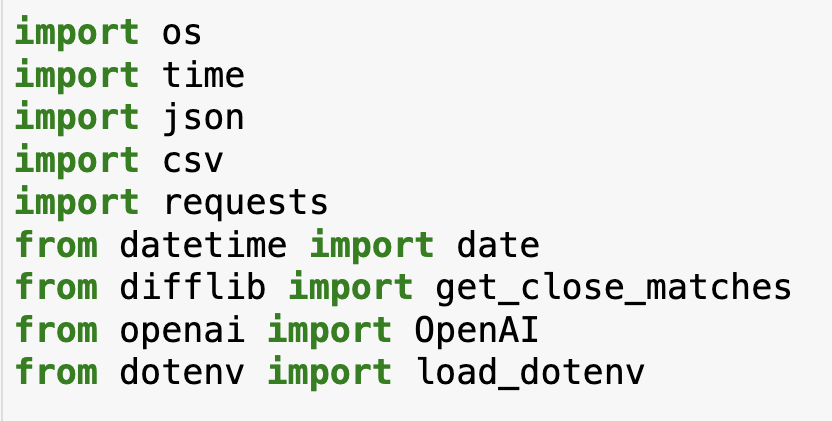 import os
import time
import json
import csv
import requests
from datetime import date
from difflib import get_close_matches
from openai import OpenAI
from dotenv import load_dotenv